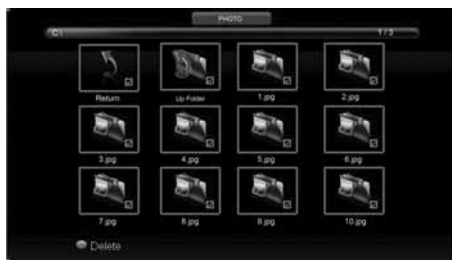 PHOTO
C:\ 1 / 3
Return Up Folder 1.jpg 2.jpg
3.jpg 4.jpg 5.jpg 6.jpg
7.jpg 8.jpg 9.jpg 10.jpg
Delete